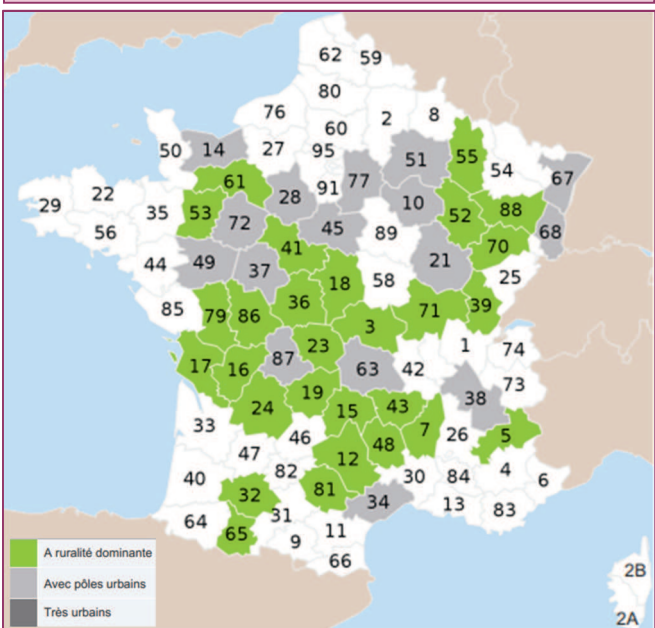 62 59
80
76 2 8
60
50 14 27 95 51 55 54 67
61 91 77
22 28 10 52 88 68
29 35 53 72
56 45 89 70
41
44 49 37 21 25
18 58
85 79 86 36 71 39
3
17 16 87 23 63 42 1 74
73
19 38
24 15 43
33 46 7 26 5
47 12 48
40 82 30 84 4 6
32 81 34 13 83
64 31
65 9 11
66
A ruralité dominante
Avec pôles urbains
Très urbains
2B
2A